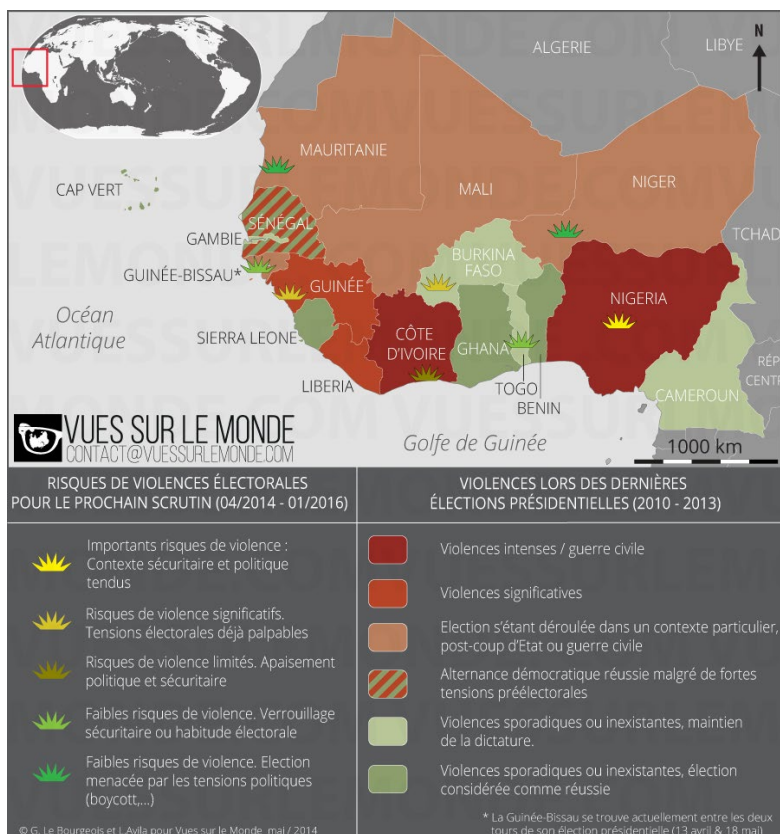 N
ALGERIE
LIBYE
MAURITANIE
MALI
NIGER
CAP VERT
SÉNÉGAL
TCHAD
GAMBIE
BURKINA
FASO
GUINÉE-BISSAU*
GUINÉE
NIGERIA
Océan
Atlantique
SIERRA LEONE
CÔTE
D'IVOIRE
GHANA
RÉP
CENT
LIBERIA
TOGO
BENIN
CAMEROUN
VUES SUR LE MONDE
CONTACT@VUESSURLEMONDE.COM
Golfe de Guinée
1000 km
RISQUES DE VIOLENCES ÉLECTORALES
POUR LE PROCHAIN SCRUTIN (04/2014 - 01/2016)
Importants risques de violence :
Contexte sécuritaire et politique
tendus
Risques de violence significatifs.
Tensions électorales déjà palpables
Risques de violence limités. Apaisement
politique et sécuritaire
Faibles risques de violence. Verrouillage
sécuritaire ou habitude électorale
Faibles risques de violence. Election
menacée par les tensions politiques
(boycott,...)
© G. Le Bourgeois et L.Avila pour Vues sur le Monde mai / 2014
VIOLENCES LORS DES DERNIÈRES
ÉLECTIONS PRÉSIDENTIELLES (2010 - 2013)
Violences intenses / guerre civile
Violences significatives
Election s'étant déroulée dans un contexte particulier,
post-coup d'Etat ou guerre civile
Alternance démocratique réussie malgré de fortes
tensions préélectorales
Violences sporadiques ou inexistantes, maintien
de la dictature.
Violences sporadiques ou inexistantes, élection
considérée comme réussie
* La Guinée-Bissau se trouve actuellement entre les deux
tours de son élection présidentielle (13 avril & 18 mai)